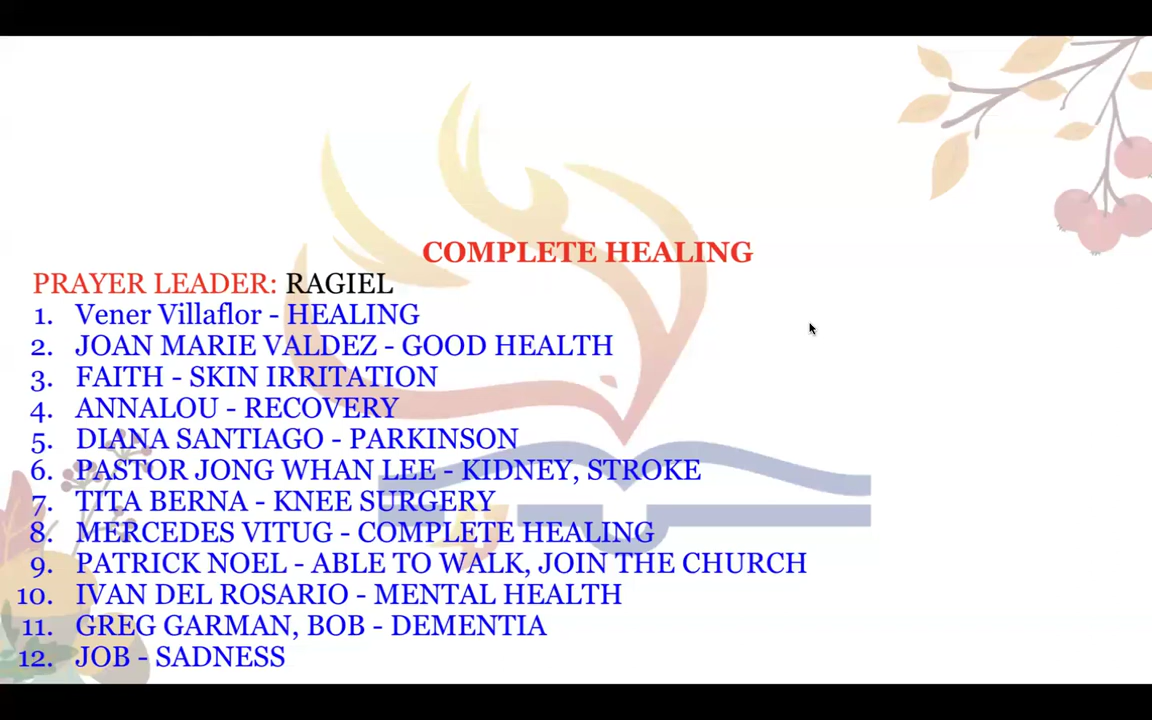 COMPLETE HEALING
PRAYER LEADER: RAGIEL
1. Vener Villaflor - HEALING
2. JOAN MARIE VALDEZ - GOOD HEALTH
3. FAITH - SKIN IRRITATION
4. ANNALOU - RECOVERY
5. DIANA SANTIAGO - PARKINSON
6. PASTOR JONG WHAN LEE - KIDNEY, STROKE
7. TITA BERNA - KNEE SURGERY
8. MERCEDES VITUG - COMPLETE HEALING
9. PATRICK NOEL - ABLE TO WALK, JOIN THE CHURCH
10. IVAN DEL ROSARIO - MENTAL HEALTH
11. GREG GARMAN, BOB - DEMENTIA
12. JOB - SADNESS